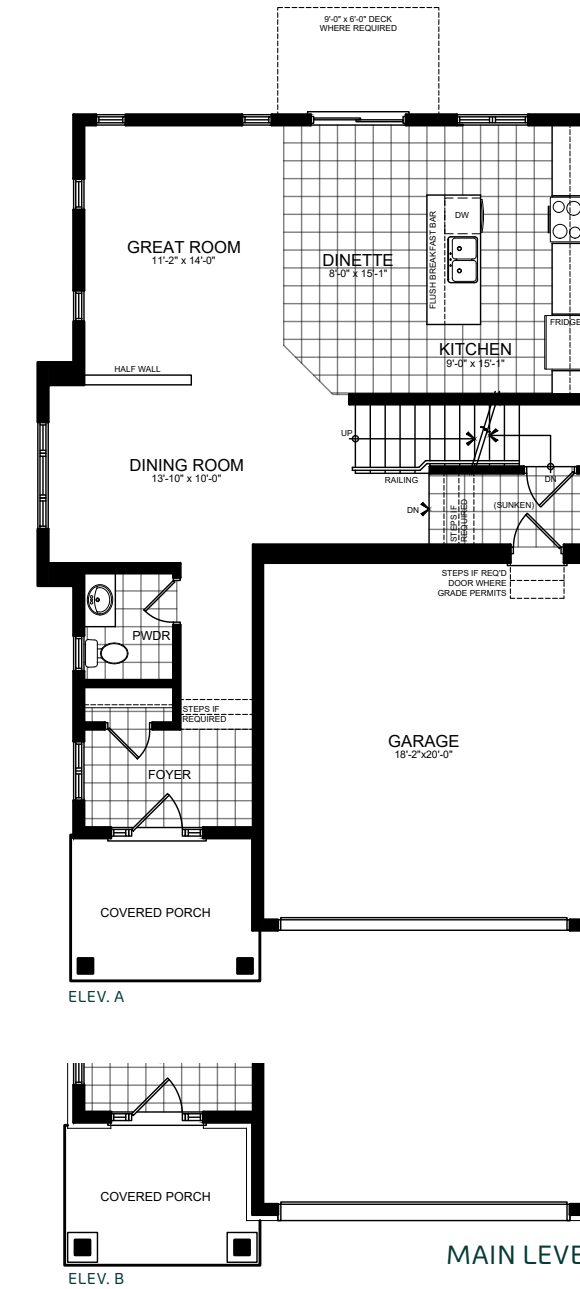 9'-0" x 6'-0" DECK
WHERE REQUIRED
GREAT ROOM
11'-2" x 14'-0"
DINETTE
8'-0" x 15'-1"
FLUSH BREAKFAST BAR
DW
FRIDGE
KITCHEN
9'-0" x 15'-1"
HALF WALL
UP
DINING ROOM
13'-10" x 10'-0"
RAILING
DN
DN
STEPS IF
REQUIRED
(SUNKEN)
STEPS IF REQ'D
DOOR WHERE
GRADE PERMITS
PWDR
STEPS IF
REQUIRED
GARAGE
18'-2"x20'-0"
FOYER
COVERED PORCH
ELEV. A
COVERED PORCH
MAIN LEVE
ELEV. B